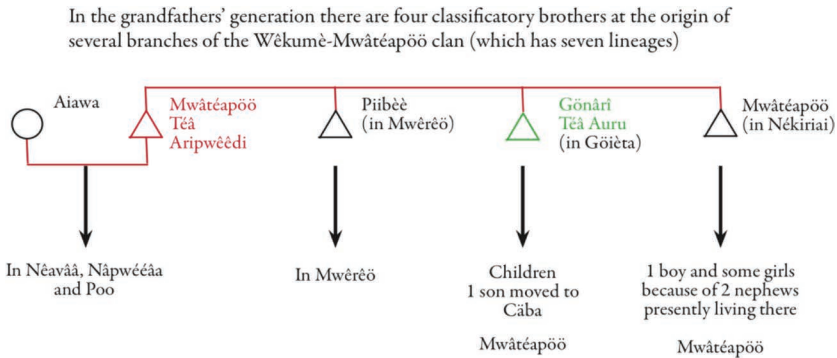 In the grandfathers’ generation there are four classificatory brothers at the origin of
several branches of the Wêkumè-Mwâtéapöö clan (which has seven lineages)
Aiawa
Mwâtéapöö
Téâ
Aripwêêdi
Piibèè
(in Mwêrêö)
Gönârî
Têâ Auru
(in Göièta)
Mwâtéapöö
(in Nékiriai)
In Nêavââ, Nâpwéééâa
and Poo
In Mwêrêö
Children
1 son moved to
Cäba
Mwâtéapöö
1 boy and some girls
because of 2 nephews
presently living there
Mwâtéapöö